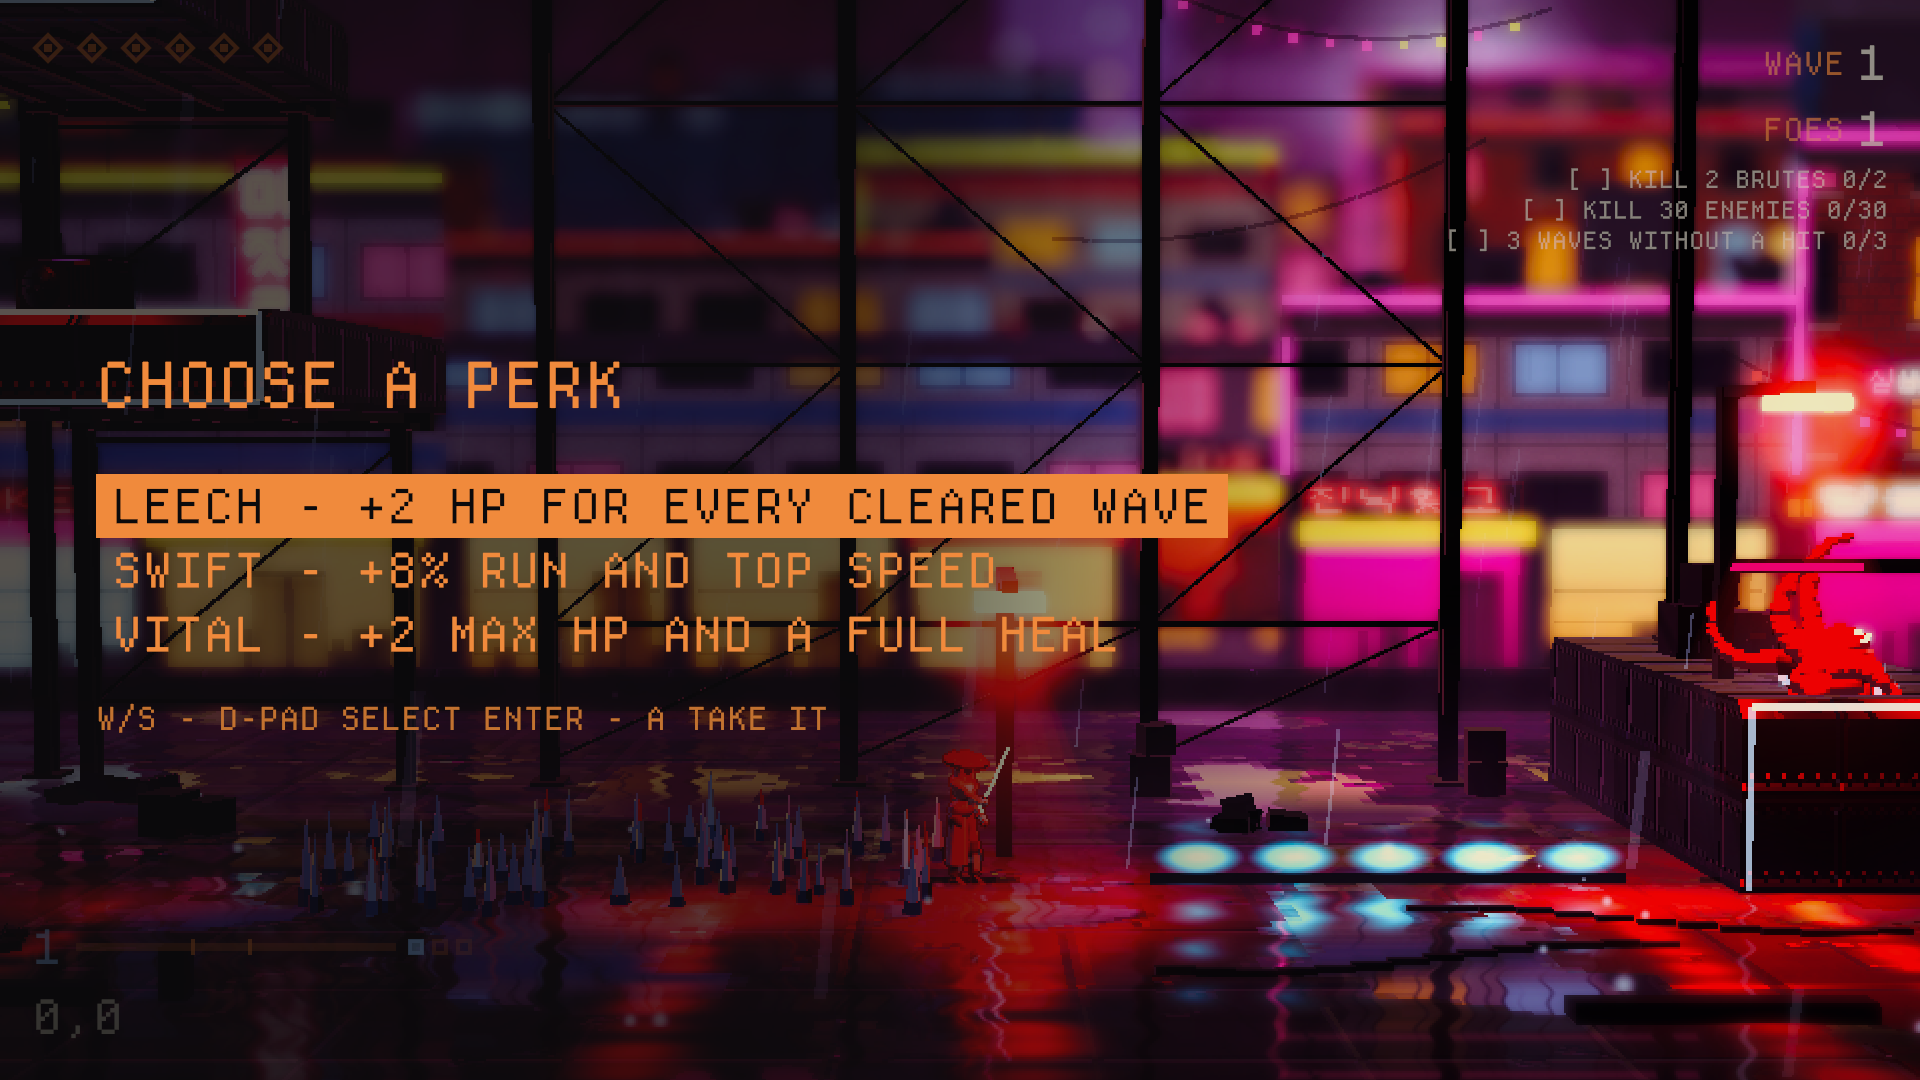 WAVE 1
FOES 1
[ ] KILL 2 BRUTES 0/2
[ ] KILL 30 ENEMIES 0/30
[ ] 3 WAVES WITHOUT A HIT 0/3
CHOOSE A PERK
LEECH - +2 HP FOR EVERY CLEARED WAVE
SWIFT - +8% RUN AND TOP SPEED
VITAL - +2 MAX HP AND A FULL HEAL
W/S - D-PAD SELECT ENTER - A TAKE IT
1
0,0